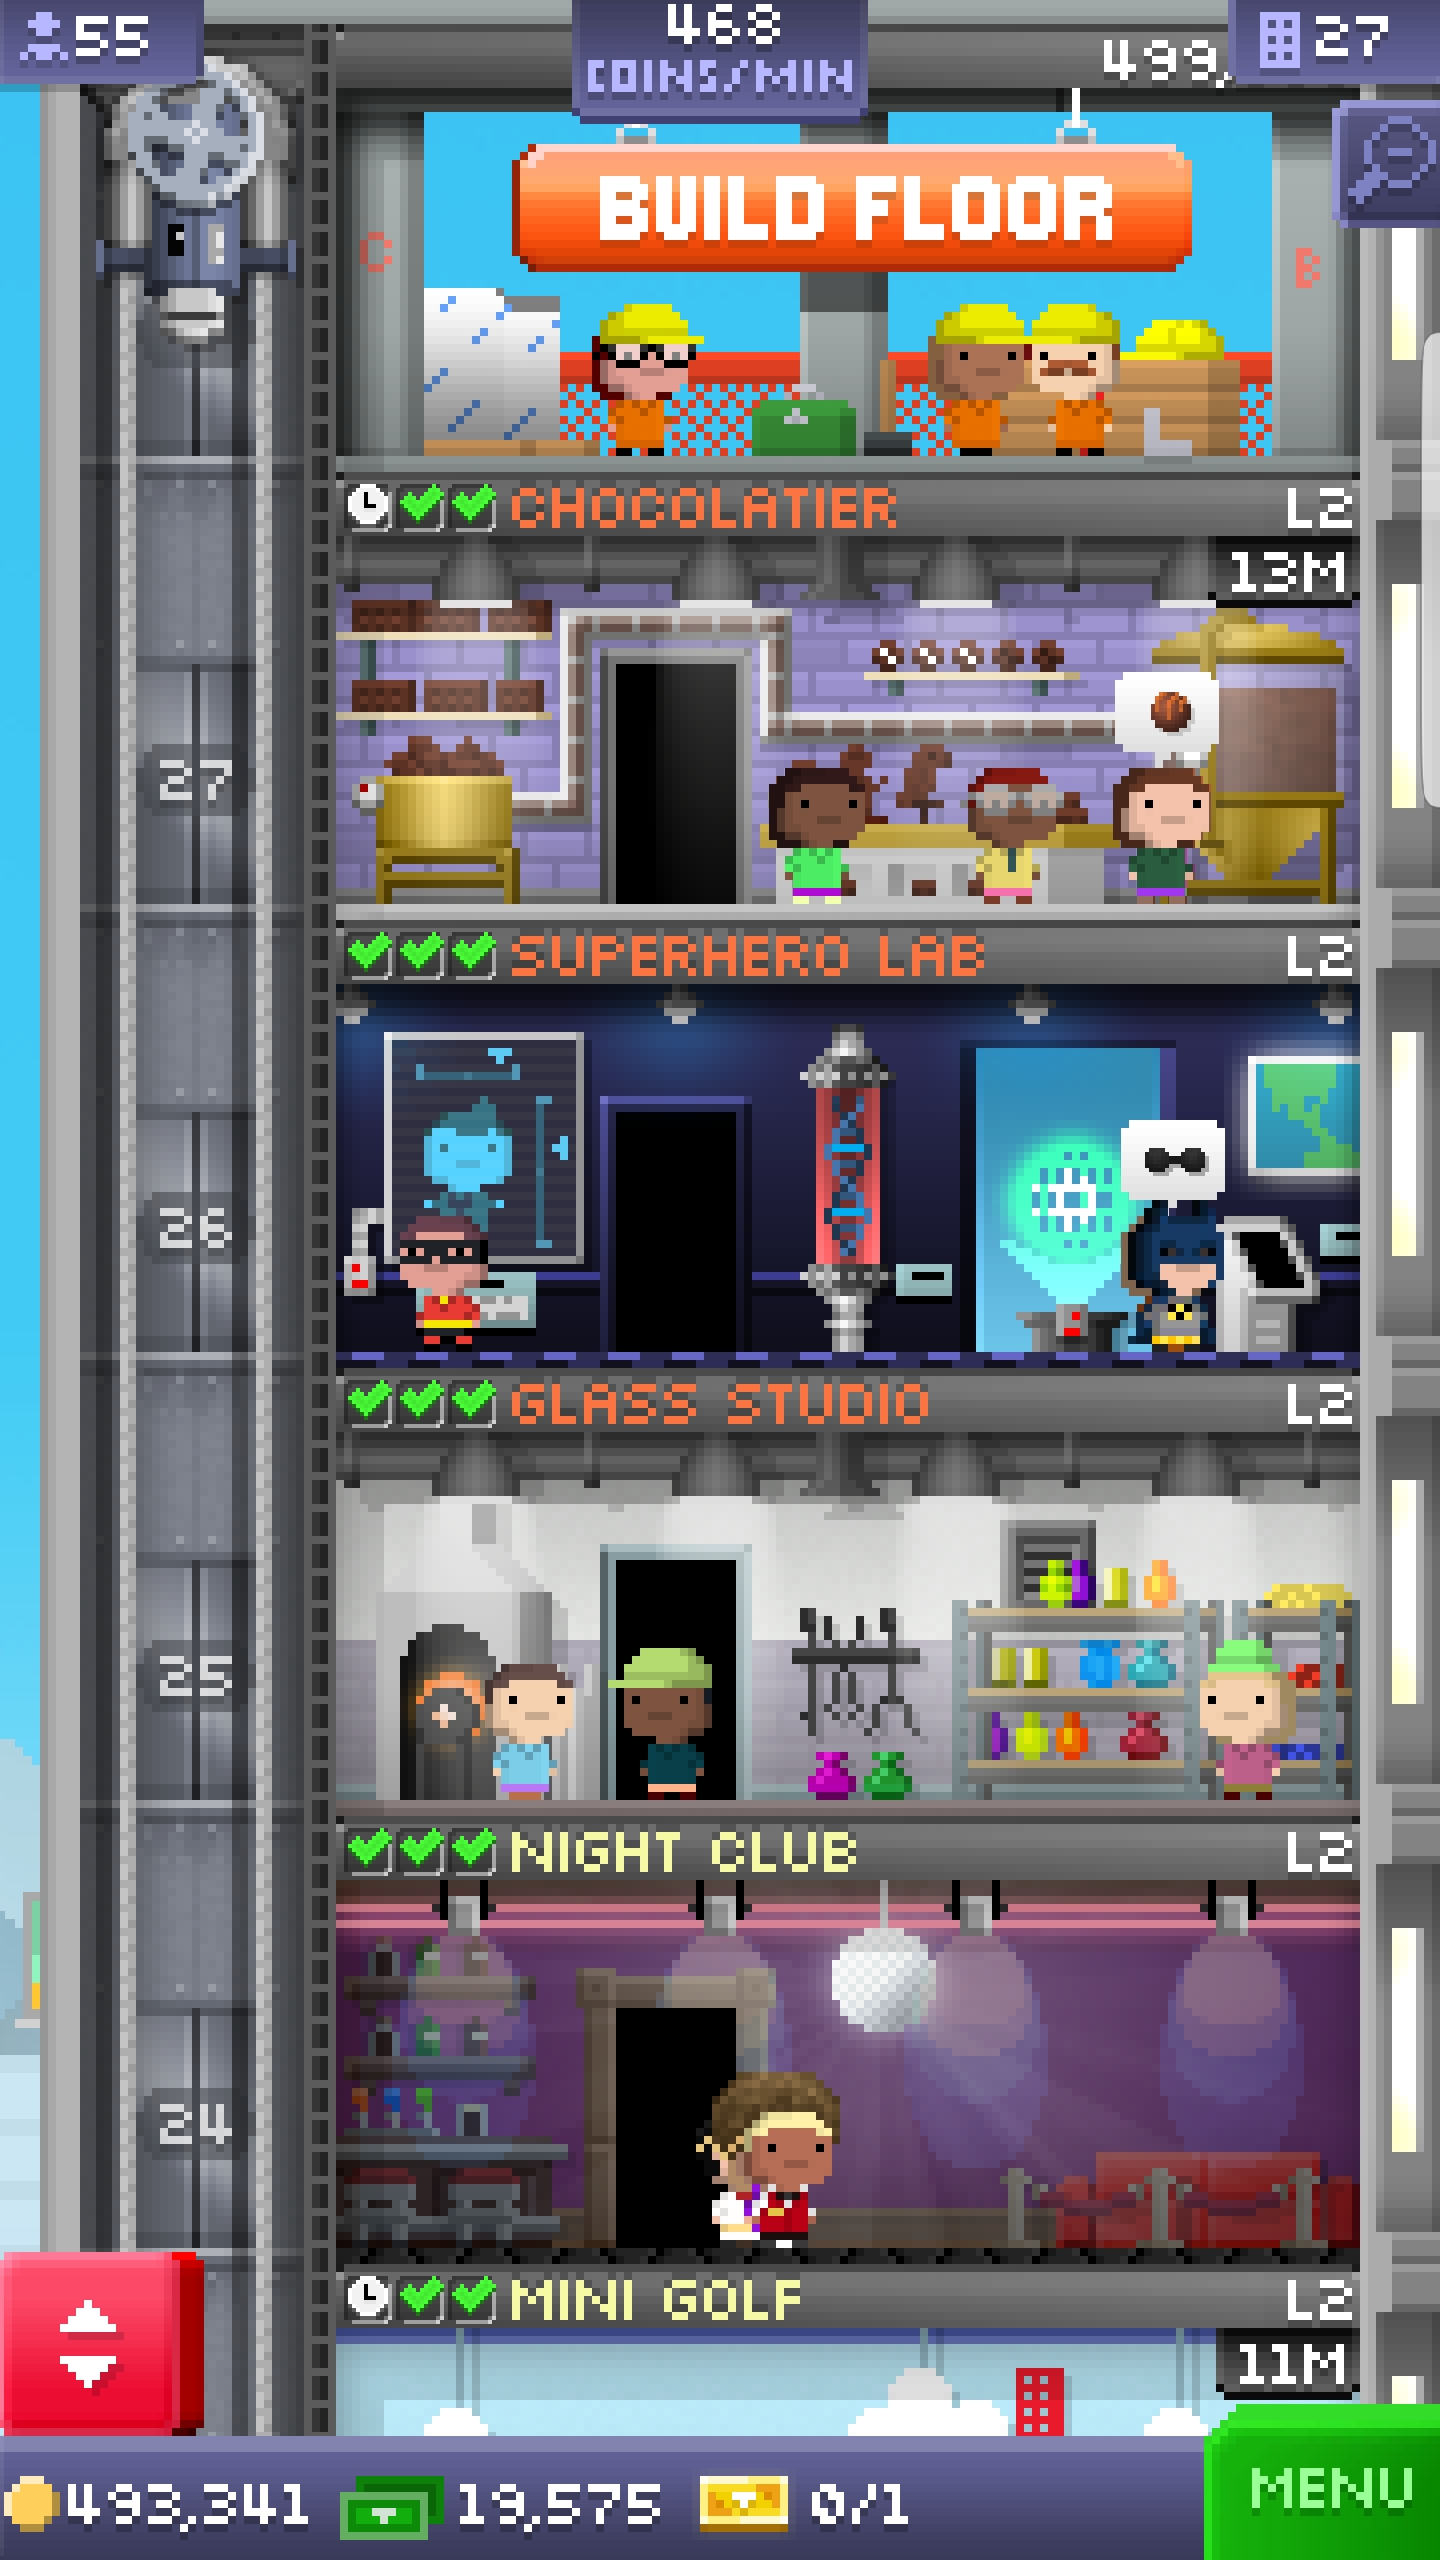 55
468
COINS/MIN
499,
27
BUILD FLOOR
C
B
CHOCOLATIER L2
13M
27
SUPERHERO LAB L2
26
GLASS STUDIO L2
25
NIGHT CLUB L2
24
MINI GOLF L2
11M
493,341 19,575 0/1
MENU